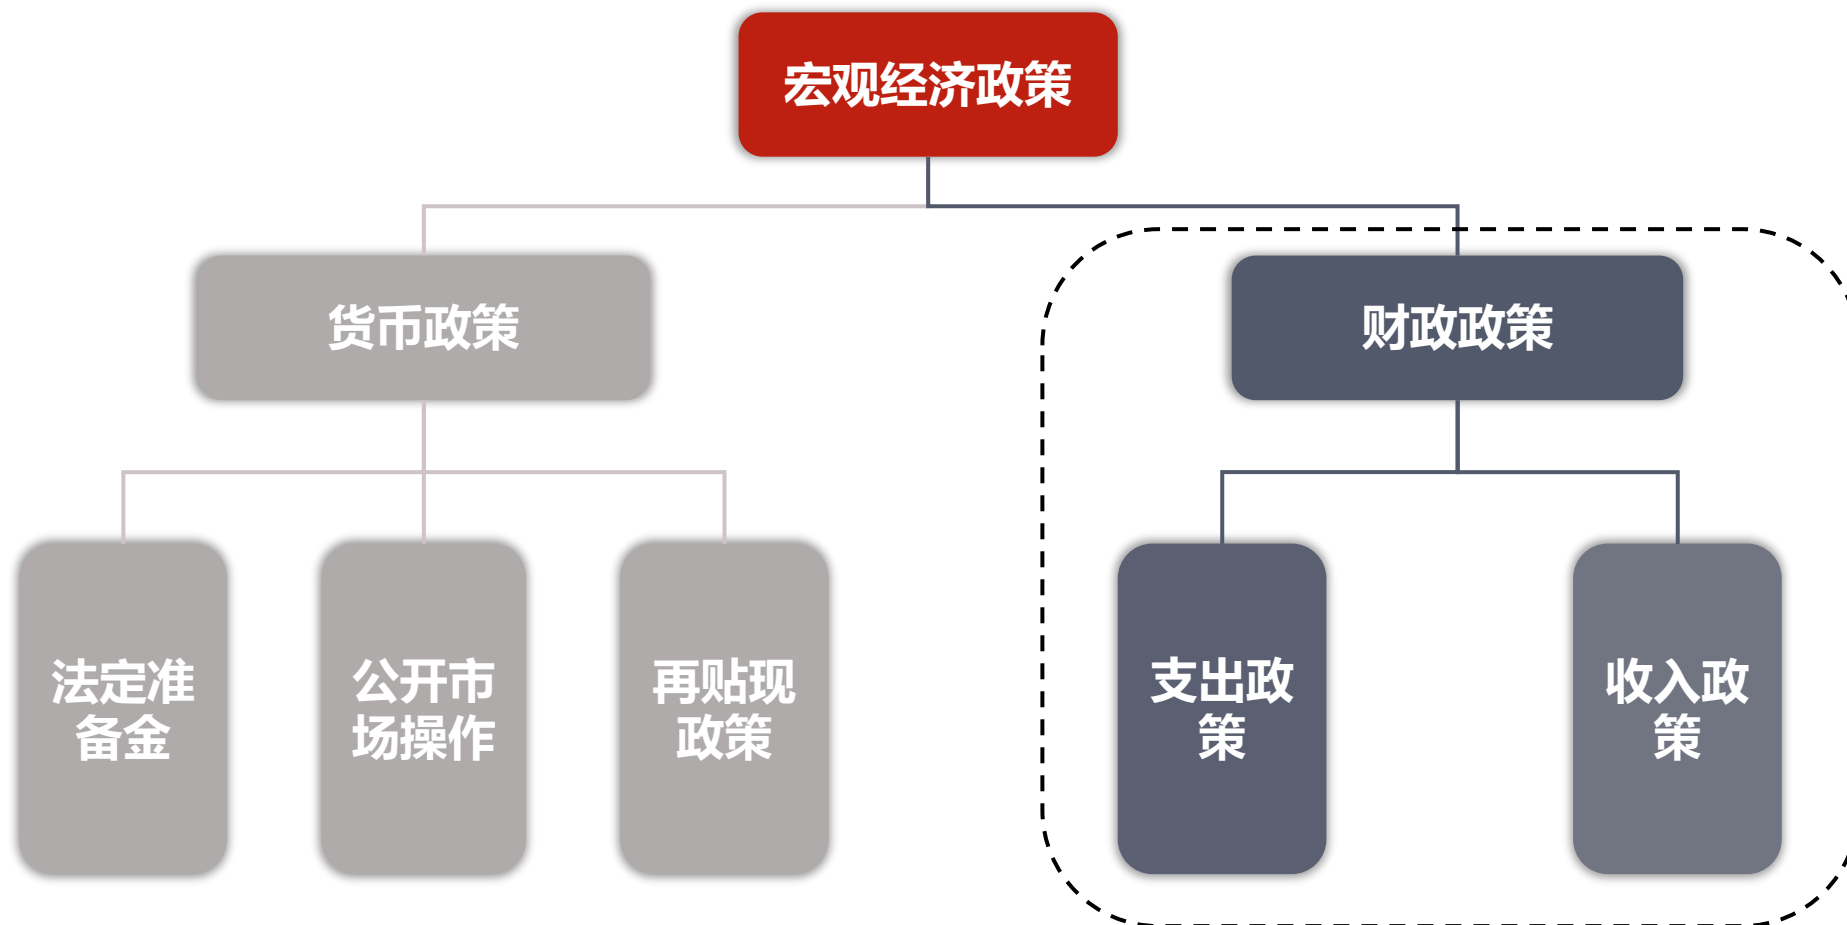 宏观经济政策
货币政策
财政政策
法定准
备金
公开市
场操作
再贴现
政策
支出政
策
收入政
策